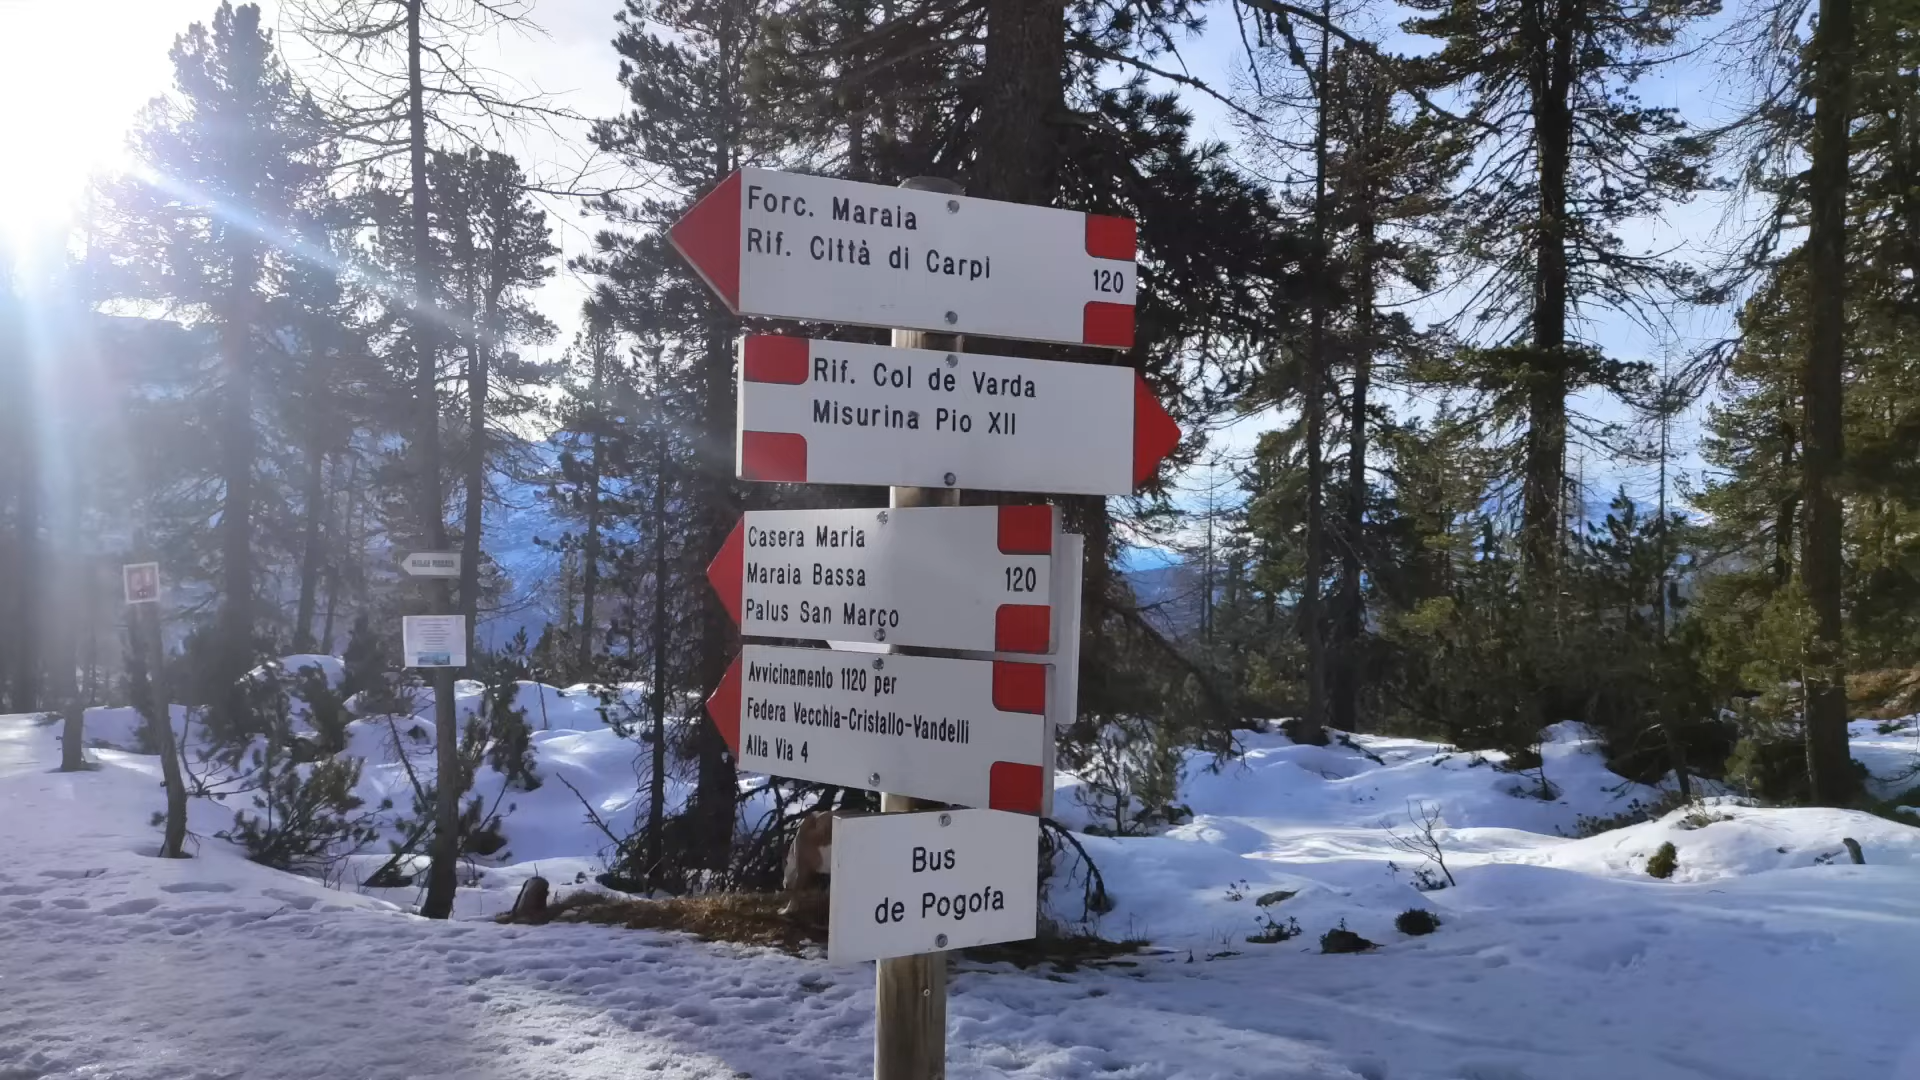 Forc. Maraia
Rif. Città di Carpi
120
Rif. Col de Varda
Misurina Pio XII
Casera Maria
Maraia Bassa
120
Palus San Marco
Avvicinamento 1120 per
Federa Vecchia-Cristallo-Vandelli
Alla Via 4
Bus
de Pogofa